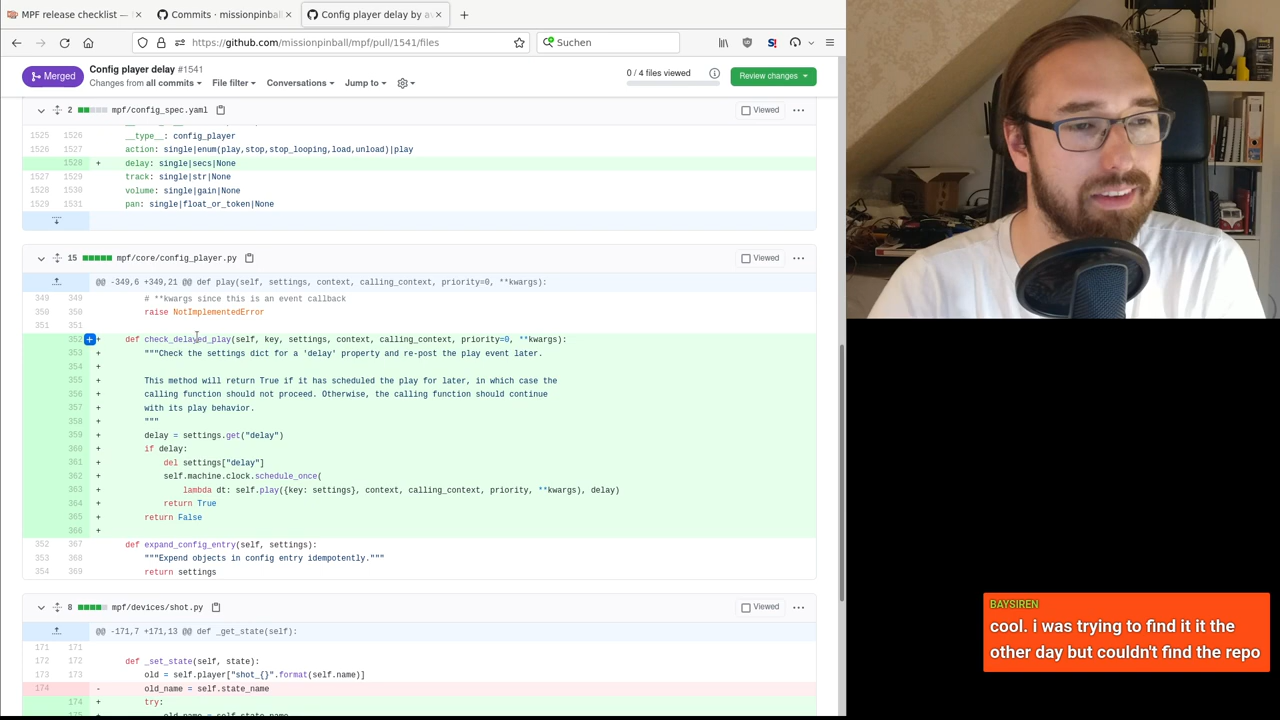 MPF release checklist —
Commits · missionpinball
Config player delay by a
https://github.com/missionpinball/mpf/pull/1541/files
Suchen
Merged
Config player delay #1541
Changes from all commits
File filter
Conversations
Jump to
0 / 4 files viewed
Review changes
2 mpf/config_spec.yaml
Viewed
1525 1526 __type__: config_player
1526 1527 action: single|enum(play,stop,stop_looping,load,unload)|play
1528 + delay: single|secs|None
1527 1529 track: single|str|None
1528 1530 volume: single|gain|None
1529 1531 pan: single|float_or_token|None
15 mpf/core/config_player.py
Viewed
@@ -349,6 +349,21 @@ def play(self, settings, context, calling_context, priority=0, **kwargs):
349 349 # **kwargs since this is an event callback
350 350 raise NotImplementedError
351 351
352 + def check_delayed_play(self, key, settings, context, calling_context, priority=0, **kwargs):
353 + """Check the settings dict for a 'delay' property and re-post the play event later.
354 +
355 + This method will return True if it has scheduled the play for later, in which case the
356 + calling function should not proceed. Otherwise, the calling function should continue
357 + with its play behavior.
358 + """
359 + delay = settings.get("delay")
360 + if delay:
361 + del settings["delay"]
362 + self.machine.clock.schedule_once(
363 + lambda dt: self.play({key: settings}, context, calling_context, priority, **kwargs), delay)
364 + return True
365 + return False
366 +
352 367 def expand_config_entry(self, settings):
353 368 """Expend objects in config entry idempotently."""
354 369 return settings
8 mpf/devices/shot.py
Viewed
@@ -171,7 +171,13 @@ def _get_state(self):
171 171
172 172 def _set_state(self, state):
173 173 old = self.player["shot_{}".format(self.name)]
174 - old_name = self.state_name
174 + try:
175 + old_name = self.state_name
BAYSIREN
cool. i was trying to find it it the
other day but couldn't find the repo